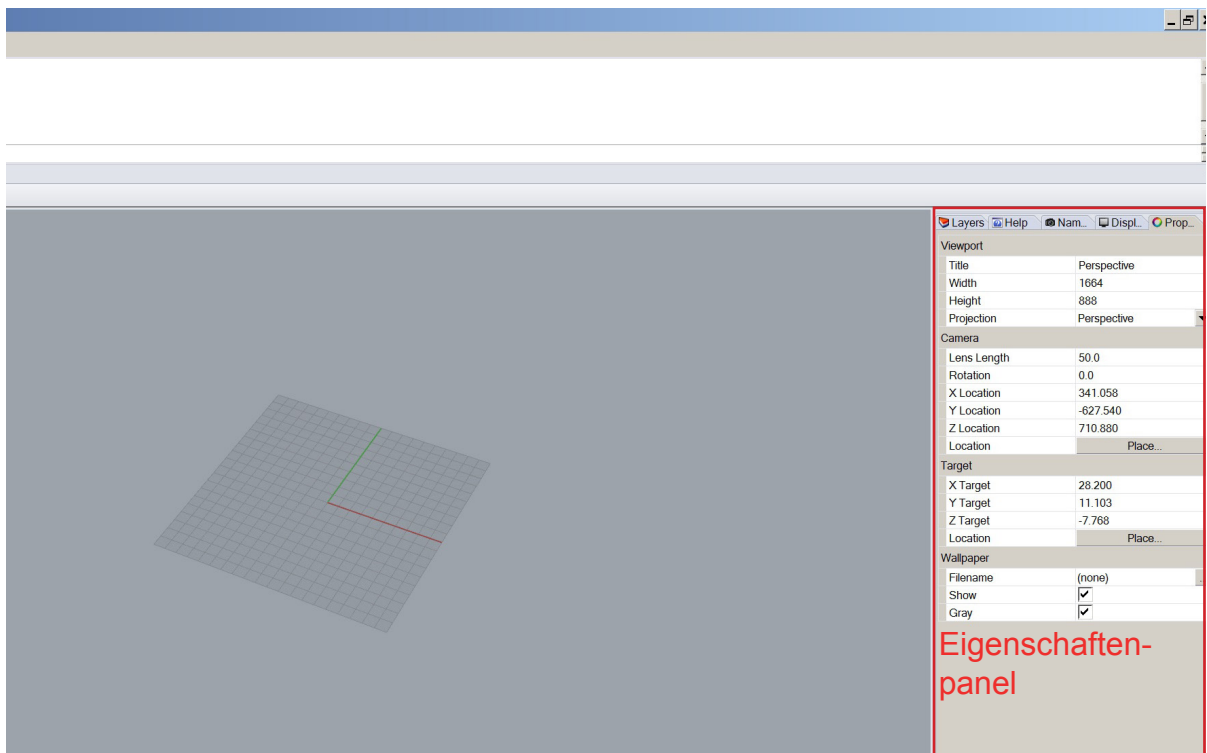 Layers Help Nam... Displ... Prop...
Viewport
Title Perspective
Width 1664
Height 888
Projection Perspective
Camera
Lens Length 50.0
Rotation 0.0
X Location 341.058
Y Location -627.540
Z Location 710.880
Location Place...
Target
X Target 28.200
Y Target 11.103
Z Target -7.768
Location Place...
Wallpaper
Filename (none)
Show
Gray
Eigenschaften-
panel